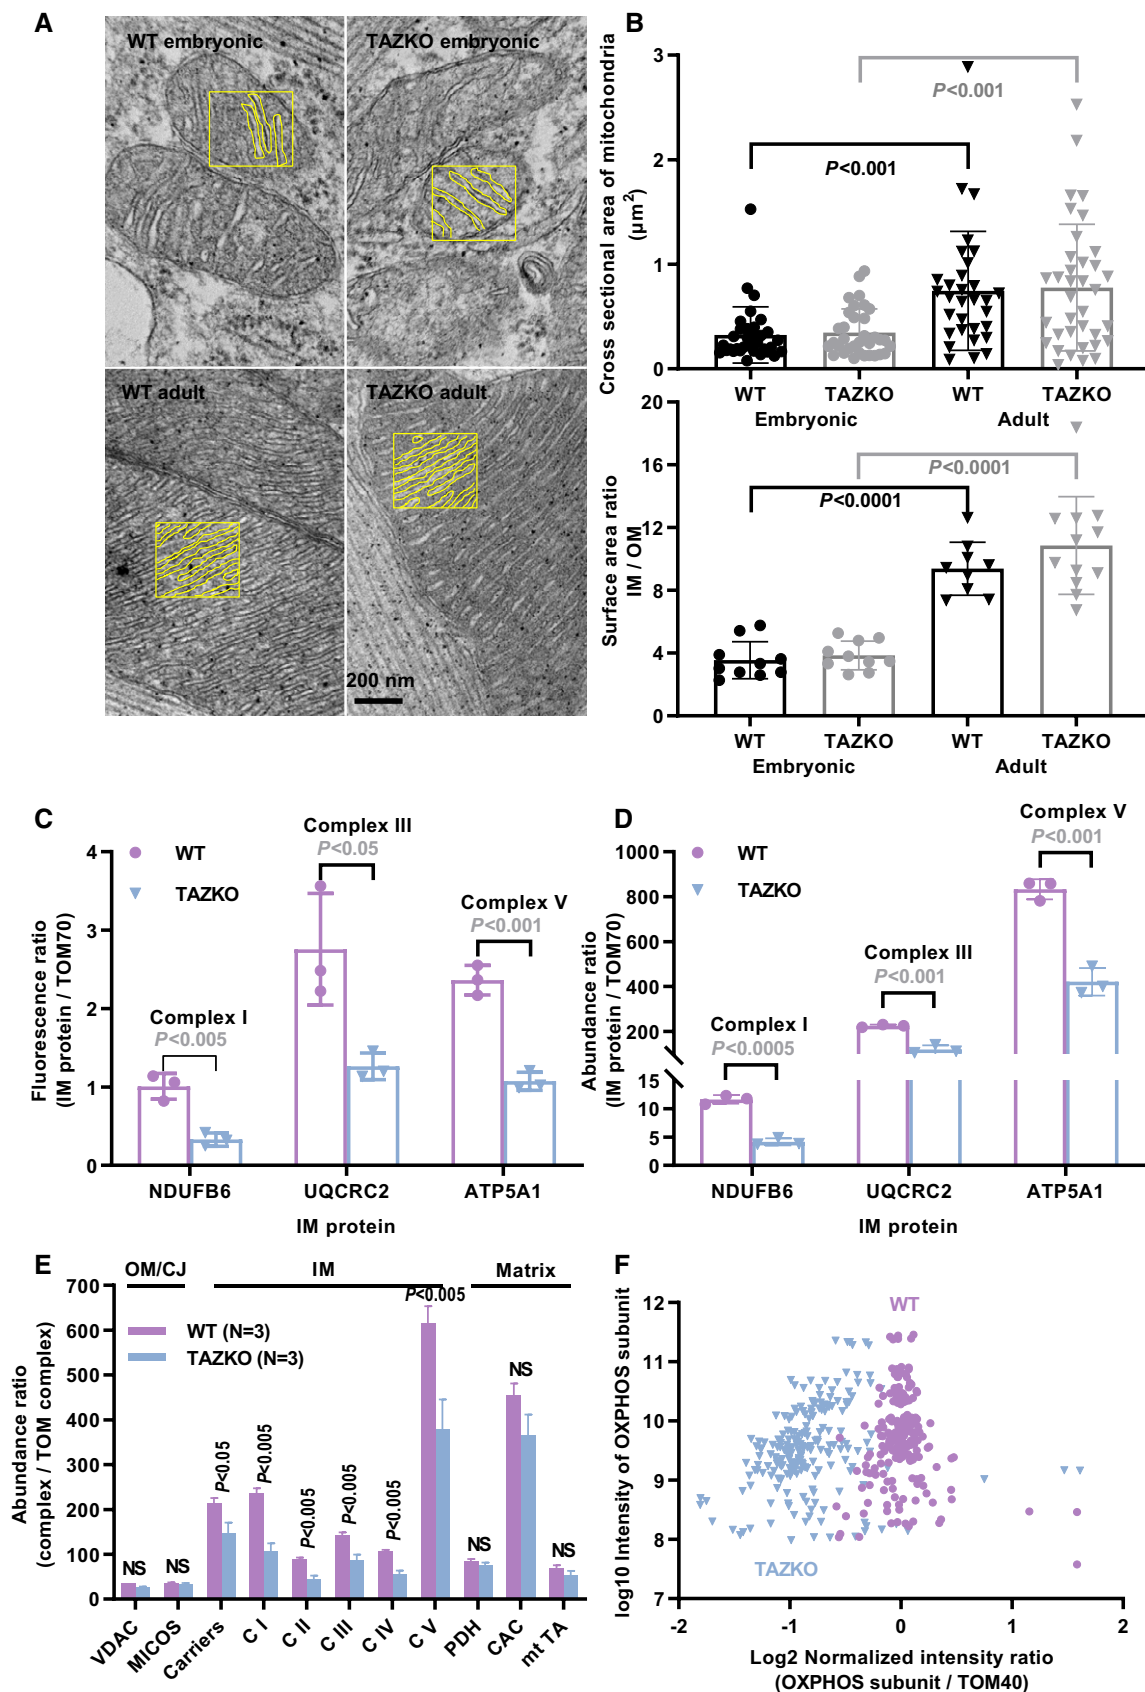 A
WT embryonic
TAZKO embryonic
WT adult
TAZKO adult
200 nm
B
Cross sectional area of mitochondria
(µm²)
3
2
1
0
P<0.001
P<0.001
WT
TAZKO
WT
TAZKO
Embryonic
Adult
Surface area ratio
IM / OM
20
16
12
8
4
0
P<0.0001
P<0.0001
WT
TAZKO
WT
TAZKO
Embryonic
Adult
C
Fluorescence ratio
(IM protein / TOM70)
4
3
2
1
0
WT
TAZKO
Complex I
P<0.005
Complex III
P<0.05
Complex V
P<0.001
NDUFB6
UQCRC2
ATP5A1
IM protein
D
Abundance ratio
(IM protein / TOM70)
1000
800
600
400
200
15
10
5
0
WT
TAZKO
Complex I
P<0.0005
Complex III
P<0.001
Complex V
P<0.001
NDUFB6
UQCRC2
ATP5A1
IM protein
E
Abundance ratio
(complex / TOM complex)
700
600
500
400
300
200
100
0
OM/CJ
IM
Matrix
WT (N=3)
TAZKO (N=3)
NS
NS
P<0.05
P<0.005
P<0.005
P<0.005
P<0.005
P<0.005
NS
NS
NS
VDAC
MICOS
Carriers
C I
C II
C III
C IV
C V
PDH
CAC
mt TA
F
log10 Intensity of OXPHOS subunit
12
11
10
9
8
7
WT
TAZKO
-2
-1
0
1
2
Log2 Normalized intensity ratio
(OXPHOS subunit / TOM40)